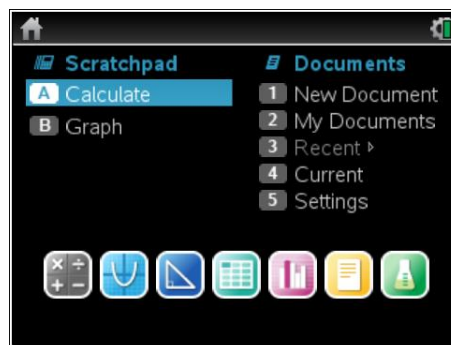 Scratchpad
A Calculate
B Graph
Documents
1 New Document
2 My Documents
3 Recent ▸
4 Current
5 Settings